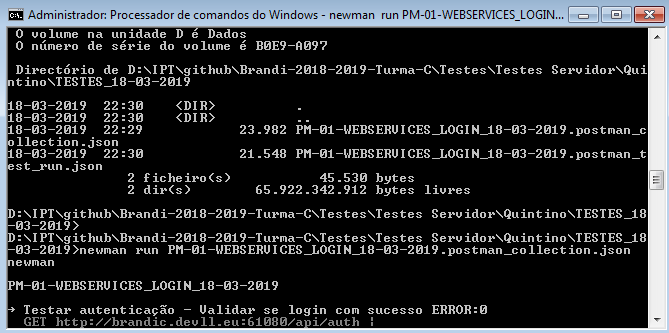 Administrador: Processador de comandos do Windows - newman run PM-01-WEBSERVICES_LOGIN...
O volume na unidade D é Dados
O número de série do volume é B0E9-A097
Directório de D:\IPT\github\Brandi-2018-2019-Turma-C\Testes\Testes Servidor\Qui
ntino\TESTES_18-03-2019
18-03-2019  22:30    <DIR>          .
18-03-2019  22:30    <DIR>          ..
18-03-2019  22:29            23.982 PM-01-WEBSERVICES_LOGIN_18-03-2019.postman_c
ollection.json
18-03-2019  22:30            21.548 PM-01-WEBSERVICES_LOGIN_18-03-2019.postman_t
est_run.json
2 ficheiro(s)         45.530 bytes
2 dir(s)   65.922.342.912 bytes livres
D:\IPT\github\Brandi-2018-2019-Turma-C\Testes\Testes Servidor\Quintino\TESTES_18
-03-2019>
D:\IPT\github\Brandi-2018-2019-Turma-C\Testes\Testes Servidor\Quintino\TESTES_18
-03-2019>newman run PM-01-WEBSERVICES_LOGIN_18-03-2019.postman_collection.json
newman
PM-01-WEBSERVICES_LOGIN_18-03-2019
→ Testar autenticação - Validar se login com sucesso ERROR:0
GET http://brandic.devll.eu:61080/api/auth ¦